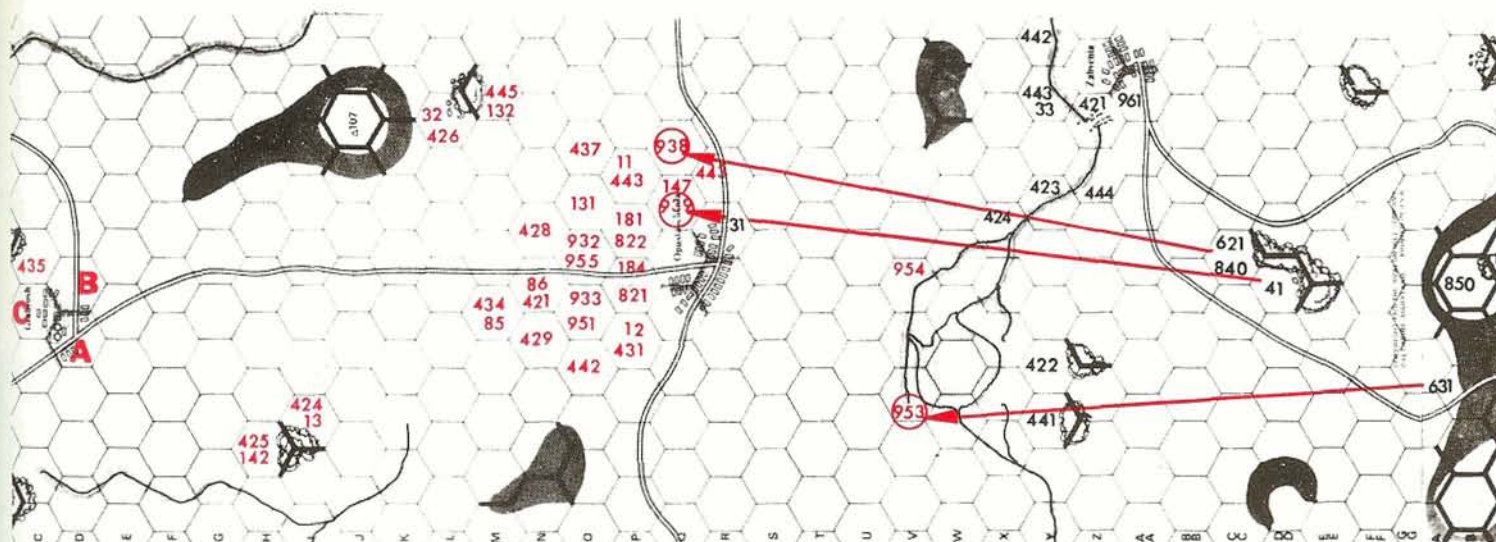 442
Zabrenia
445
32
132
443
33
421
961
Δ107
426
437
938
11
443
443
147
423
444
131
939
181
31
424
428
932
822
621
435
955
184
954
840
B
86
41
850
434
421
933
821
C
85
951
12
A
429
431
442
422
631
424
13
953
441
425
142
C
D
E
F
G
H
J
K
L
M
N
O
P
Q
R
S
T
U
V
W
X
Y
Z
A
A
B
B
C
C
D
D
E
E
F
F
G
G
A
B